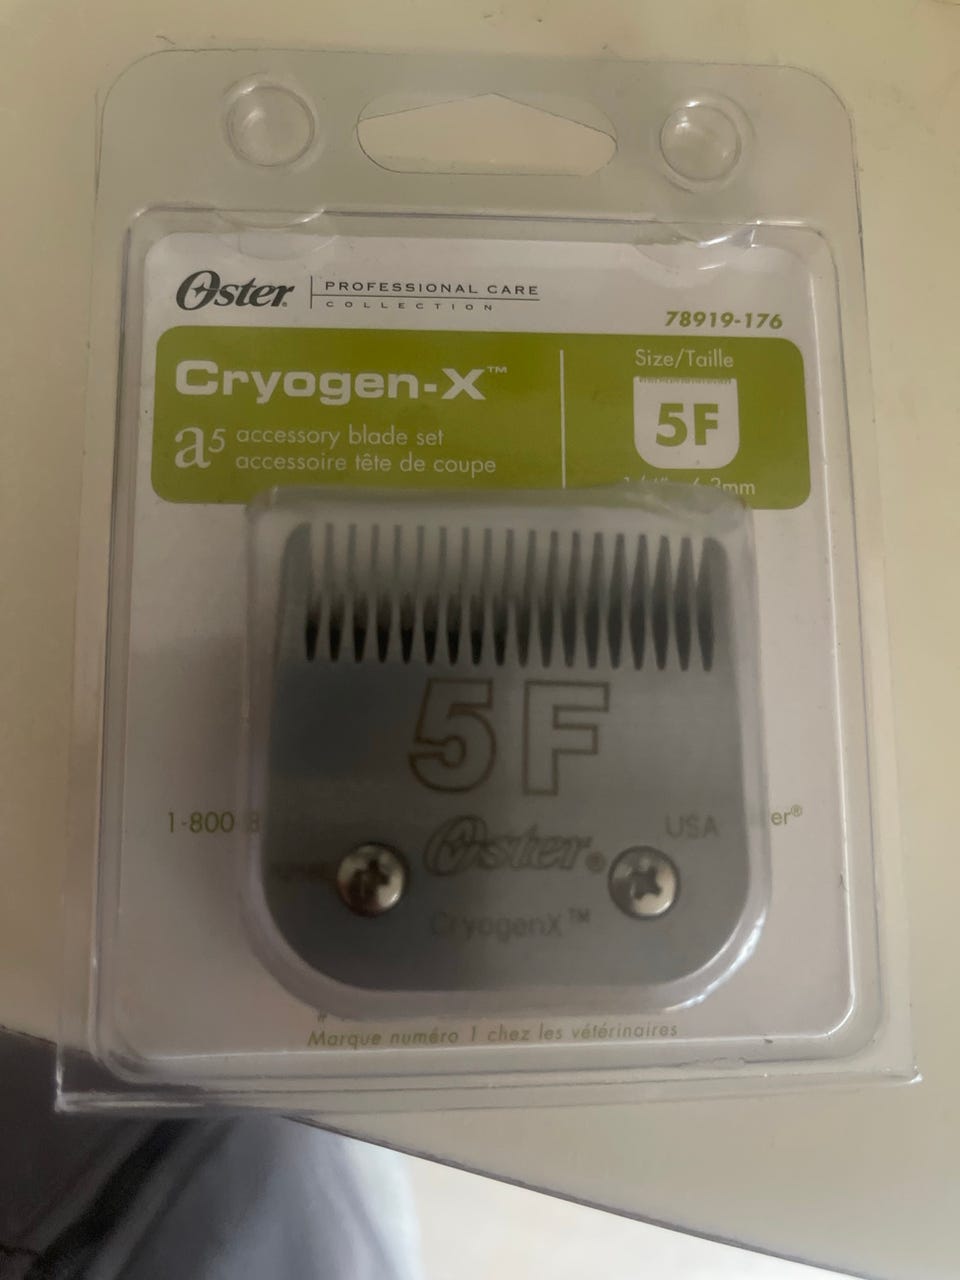 Oster® PROFESSIONAL CARE
COLLECTION
78919-176
Cryogen-X™
a5 accessory blade set
accessoire tête de coupe
Size/Taille
5F
5F
Oster®
USA
CryogenX™
1-800
er®
Marque numéro 1 chez les vétérinaires